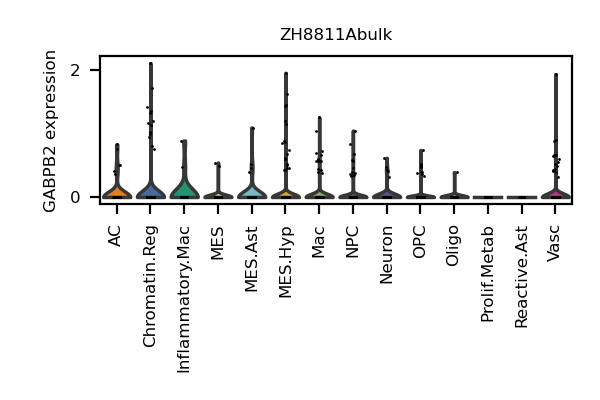 ZH8811Abulk
GABPB2 expression
2
0
AC
Chromatin.Reg
Inflammatory.Mac
MES
MES.Ast
MES.Hyp
Mac
NPC
Neuron
OPC
Oligo
Prolif.Metab
Reactive.Ast
Vasc